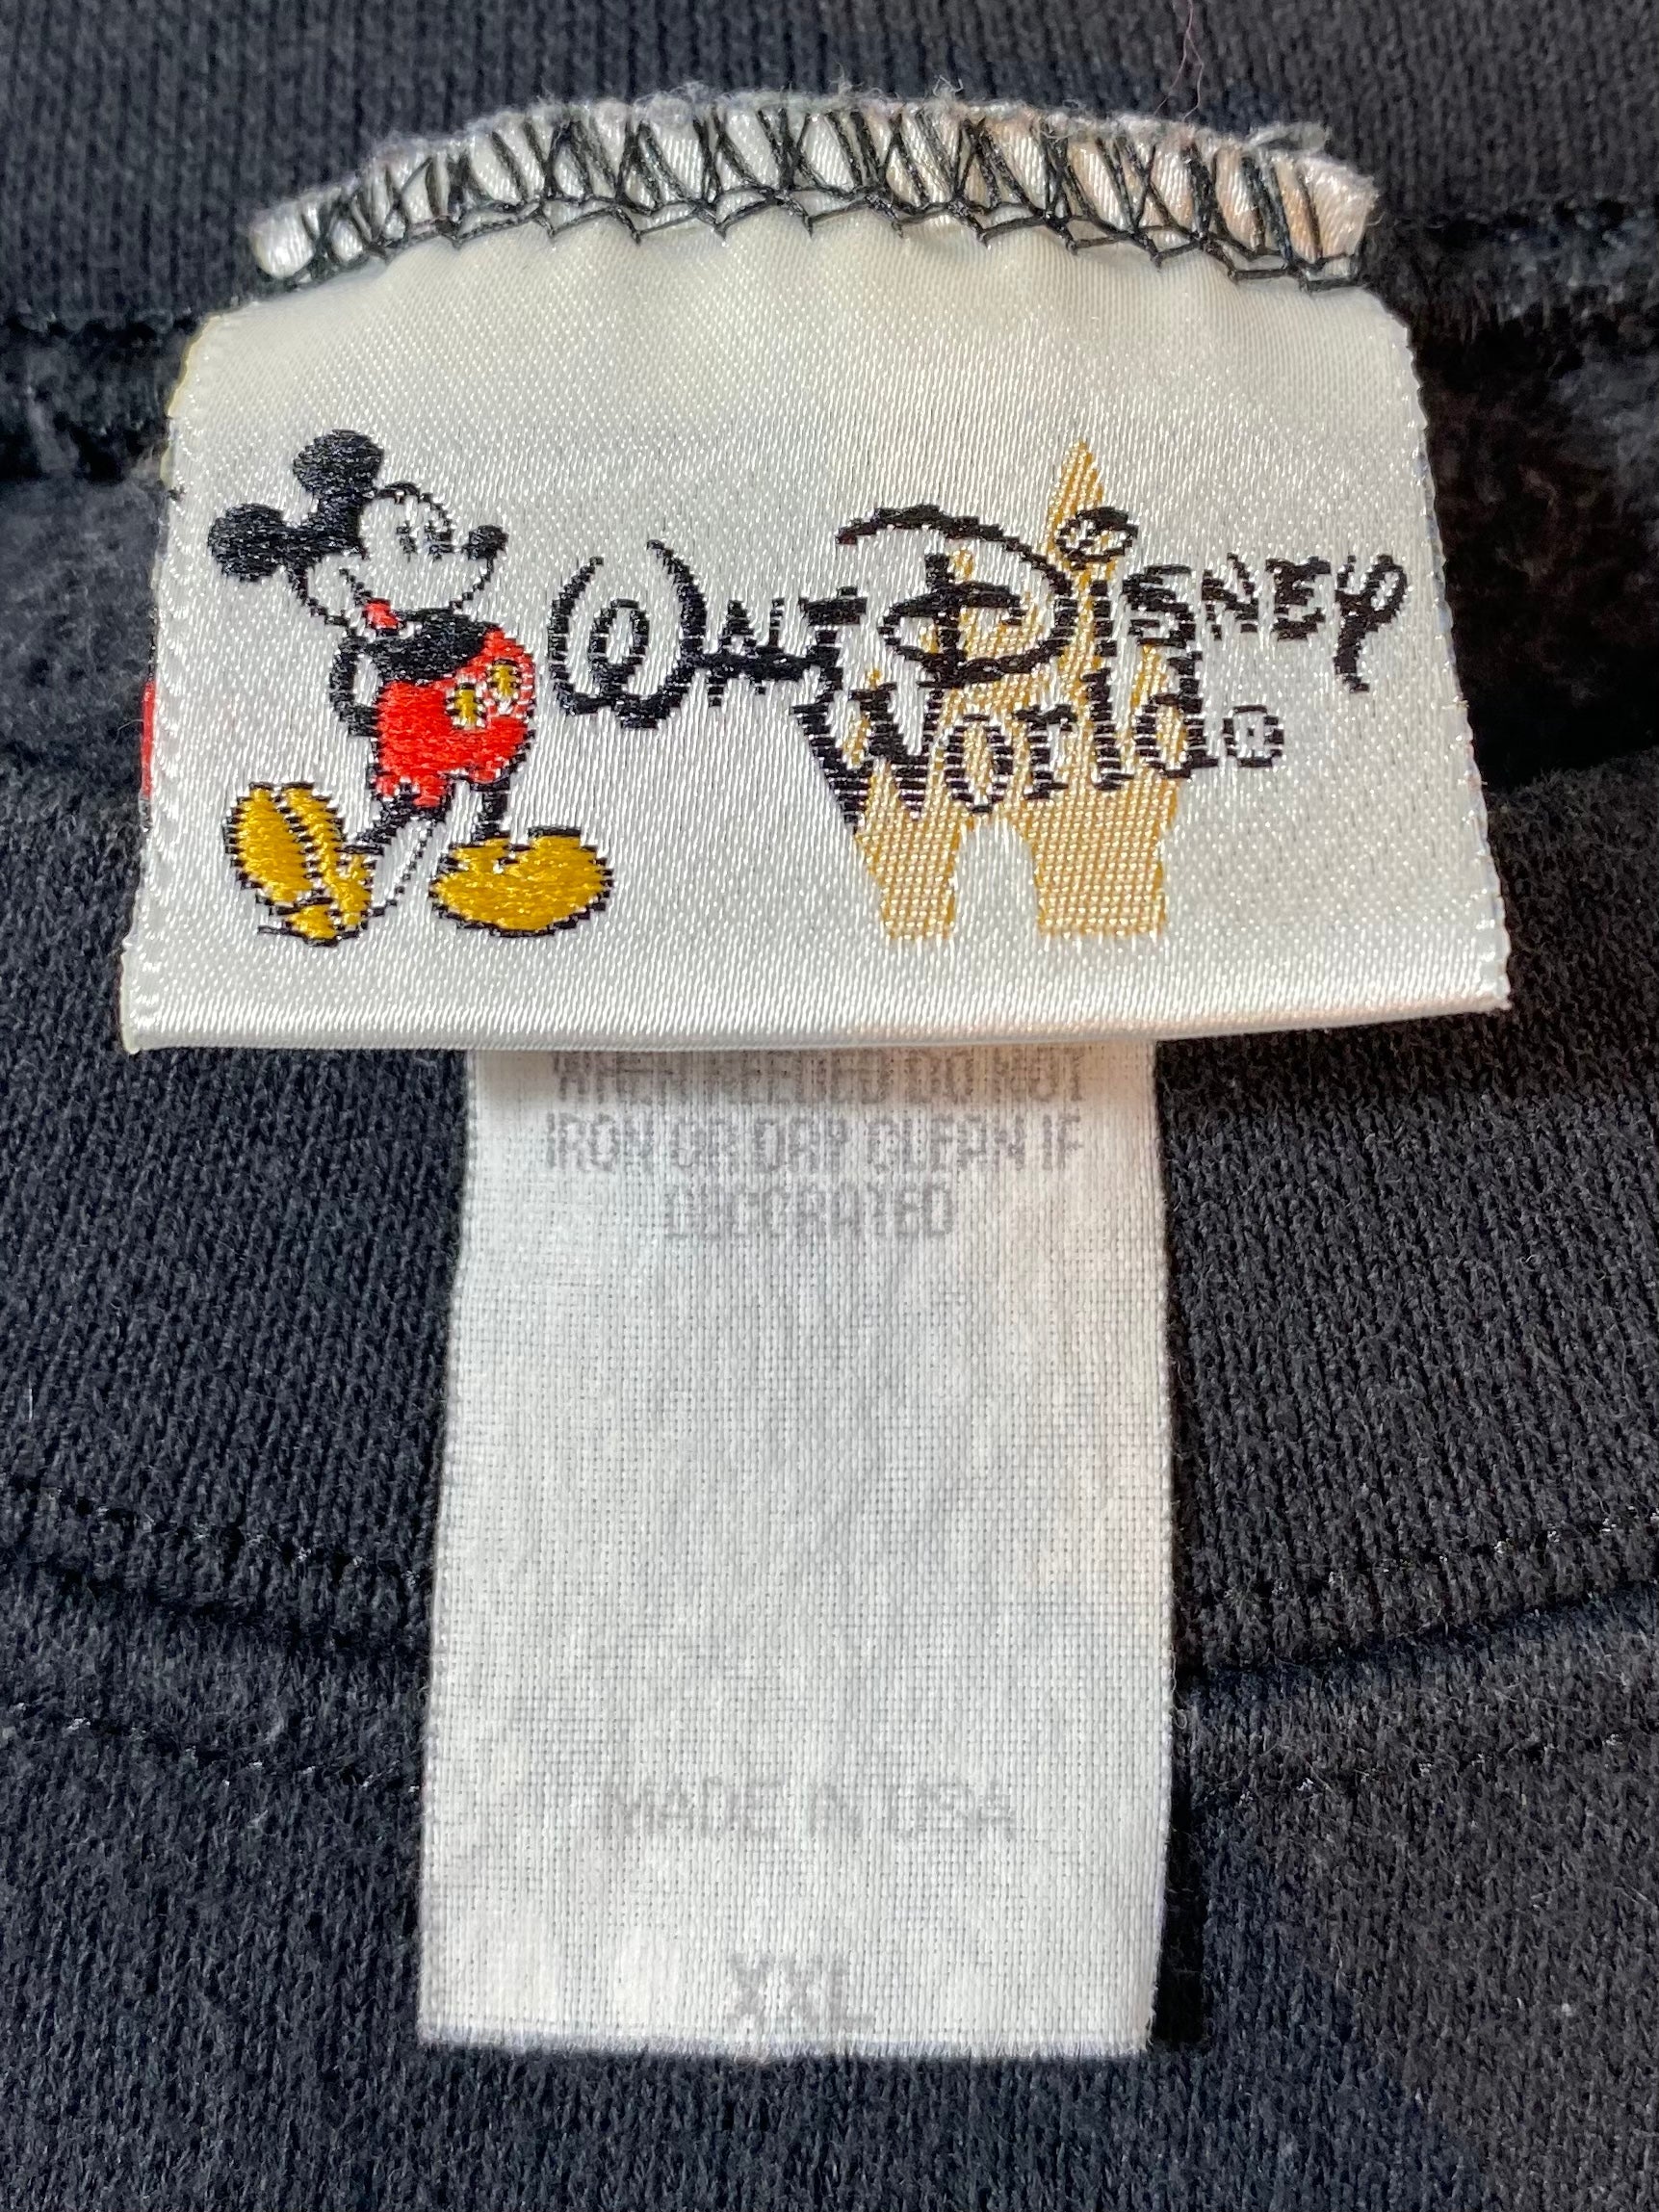 WALT DISNEY
World®
WHEN NEEDED DO NOT
IRON OR DRY CLEAN IF
DECORATED
MADE IN USA
XXL